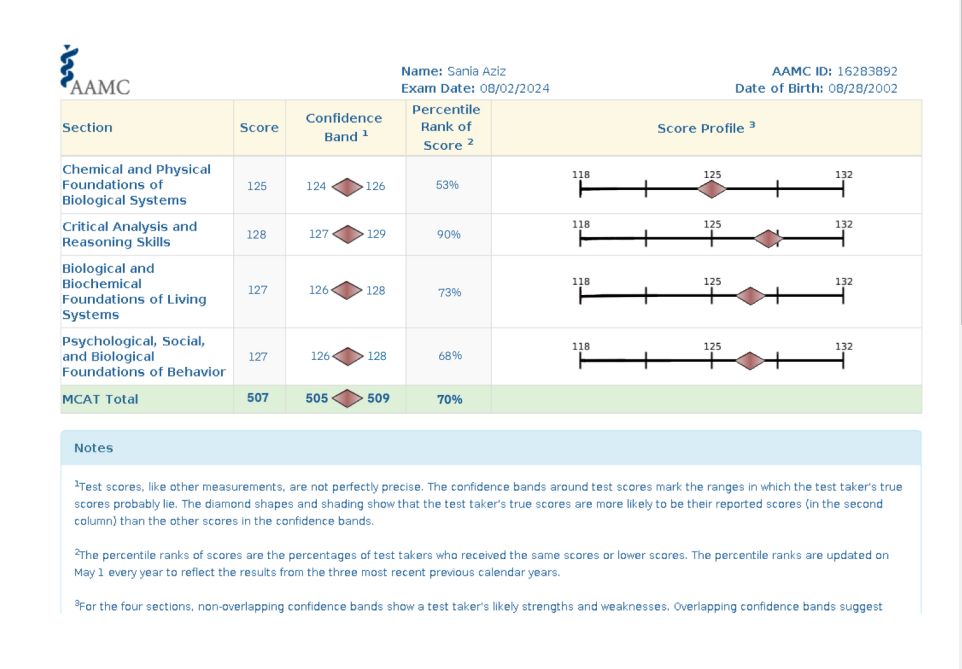 AAMC
Name: Sania Aziz
AAMC ID: 16283892
Exam Date: 08/02/2024
Date of Birth: 08/28/2002
Section Score Confidence Band 1 Percentile Rank of Score 2 Score Profile 3
Chemical and Physical Foundations of Biological Systems 125 124 126 53% 118 125 132
Critical Analysis and Reasoning Skills 128 127 129 90% 118 125 132
Biological and Biochemical Foundations of Living Systems 127 126 128 73% 118 125 132
Psychological, Social, and Biological Foundations of Behavior 127 126 128 68% 118 125 132
MCAT Total 507 505 509 70%
Notes
1Test scores, like other measurements, are not perfectly precise. The confidence bands around test scores mark the ranges in which the test taker's true
scores probably lie. The diamond shapes and shading show that the test taker's true scores are more likely to be their reported scores (in the second
column) than the other scores in the confidence bands.
2The percentile ranks of scores are the percentages of test takers who received the same scores or lower scores. The percentile ranks are updated on
May 1 every year to reflect the results from the three most recent previous calendar years.
3For the four sections, non-overlapping confidence bands show a test taker's likely strengths and weaknesses. Overlapping confidence bands suggest